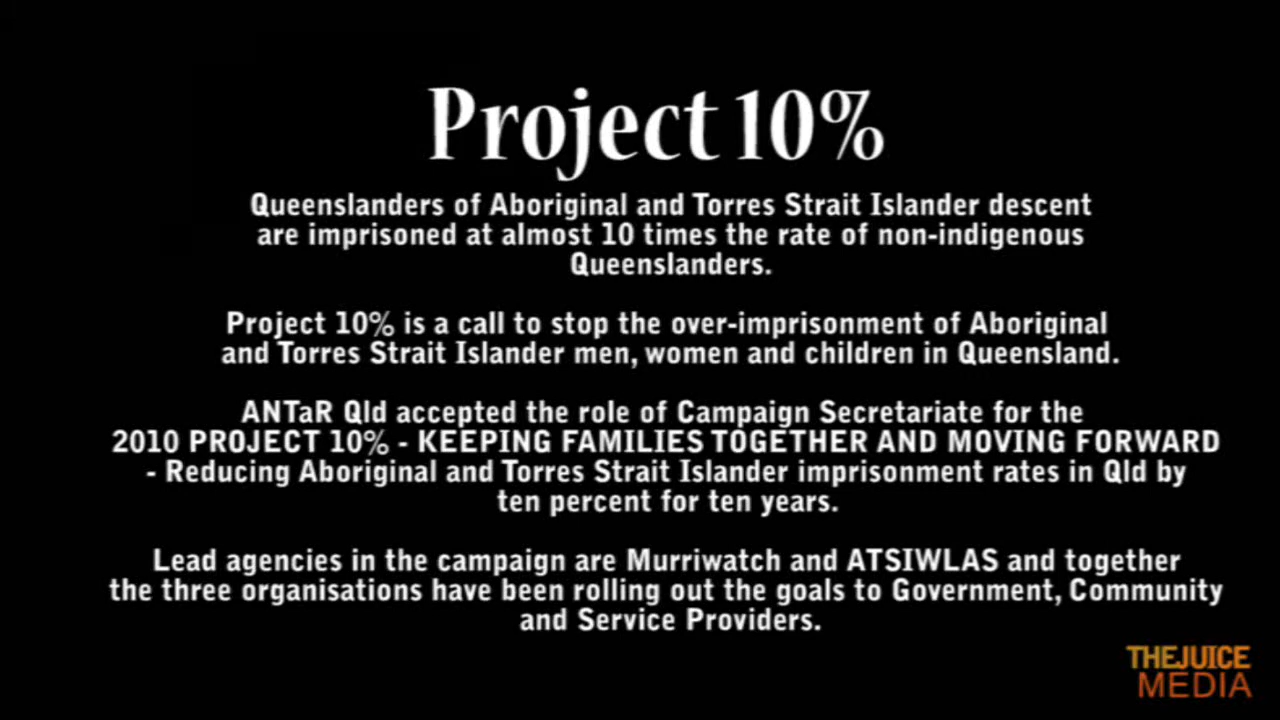 Project 10%
Queenslanders of Aboriginal and Torres Strait Islander descent
are imprisoned at almost 10 times the rate of non-indigenous
Queenslanders.
Project 10% is a call to stop the over-imprisonment of Aboriginal
and Torres Strait Islander men, women and children in Queensland.
ANTaR Qld accepted the role of Campaign Secretariate for the
2010 PROJECT 10% - KEEPING FAMILIES TOGETHER AND MOVING FORWARD
- Reducing Aboriginal and Torres Strait Islander imprisonment rates in Qld by
ten percent for ten years.
Lead agencies in the campaign are Murriwatch and ATSIWLAS and together
the three organisations have been rolling out the goals to Government, Community
and Service Providers.
THEJUICE
MEDIA